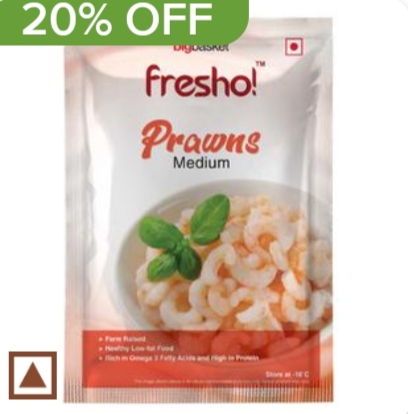 20% OFF
bigbasket
fresho!™
Prawns
Medium
• Farm Raised
• Healthy Low-fat Food
• Rich in Omega 3 Fatty Acids and High in Protein
Store at -18°C